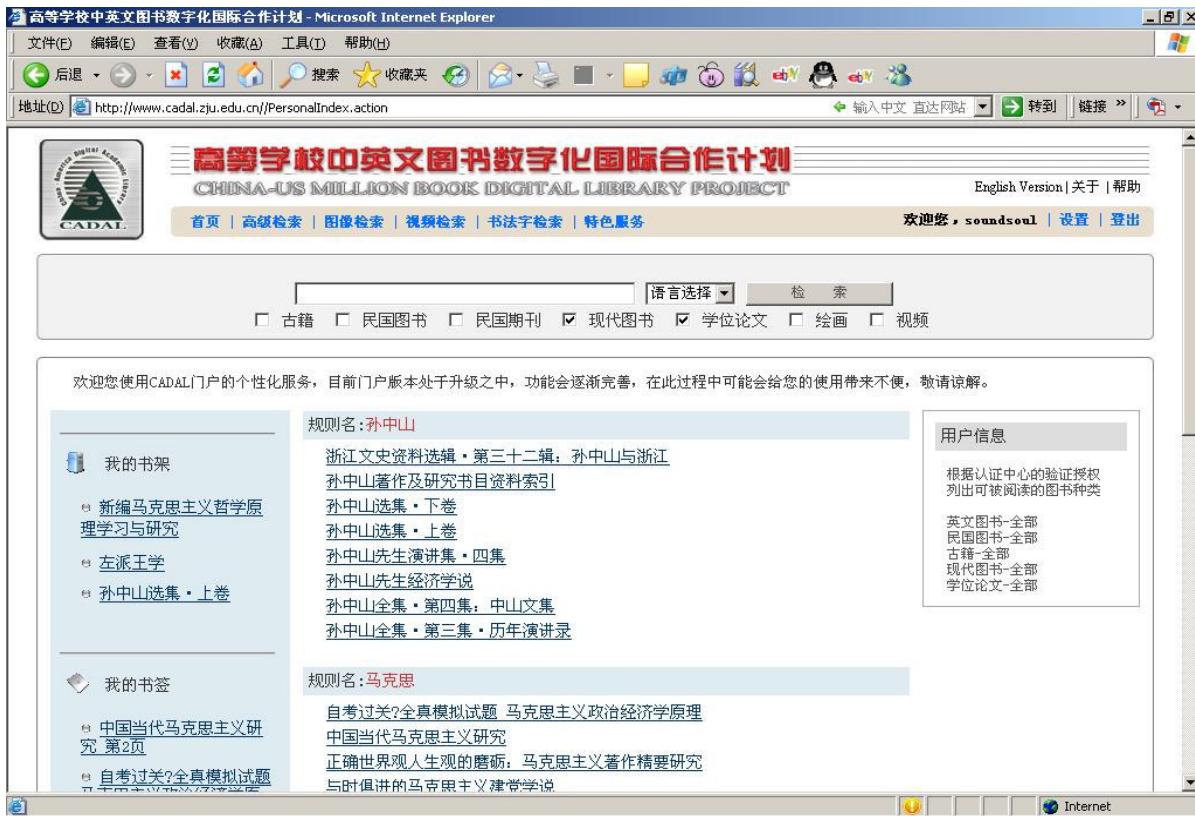 高等学校中英文图书数字化国际合作计划 - Microsoft Internet Explorer
文件(F) 编辑(E) 查看(V) 收藏(A) 工具(T) 帮助(H)
后退 搜索 收藏夹
地址(D) http://www.cadal.zju.edu.cn//PersonalIndex.action 输入中文 直达网站 转到 链接 »
高等学校中英文图书数字化国际合作计划
CHINA-US MILLION BOOK DIGITAL LIBRARY PROJECT
CADAL
English Version | 关于 | 帮助
首页 | 高级检索 | 图像检索 | 视频检索 | 书法字检索 | 特色服务
欢迎您，soundsoul | 设置 | 登出
语言选择 检 索
古籍 民国图书 民国期刊 现代图书 学位论文 绘画 视频
欢迎您使用CADAL门户的个性化服务，目前门户版本处于升级之中，功能会逐渐完善，在此过程中可能会给您的使用带来不便，敬请谅解。
我的书架
新编马克思主义哲学原
理学习与研究
左派王学
孙中山选集·上卷
我的书签
中国当代马克思主义研
究 第2页
自考过关?全真模拟试题
规则名:孙中山
浙江文史资料选辑·第三十二辑：孙中山与浙江
孙中山著作及研究书目资料索引
孙中山选集·下卷
孙中山选集·上卷
孙中山先生演讲集·四集
孙中山先生经济学说
孙中山全集·第四集：中山文集
孙中山全集·第三集·历年演讲录
规则名:马克思
自考过关?全真模拟试题 马克思主义政治经济学原理
中国当代马克思主义研究
正确世界观人生观的磨砺：马克思主义著作精要研究
与时俱进的马克思主义建党学说
用户信息
根据认证中心的验证授权
列出可被阅读的图书种类
英文图书-全部
民国图书-全部
古籍-全部
现代图书-全部
学位论文-全部
Internet